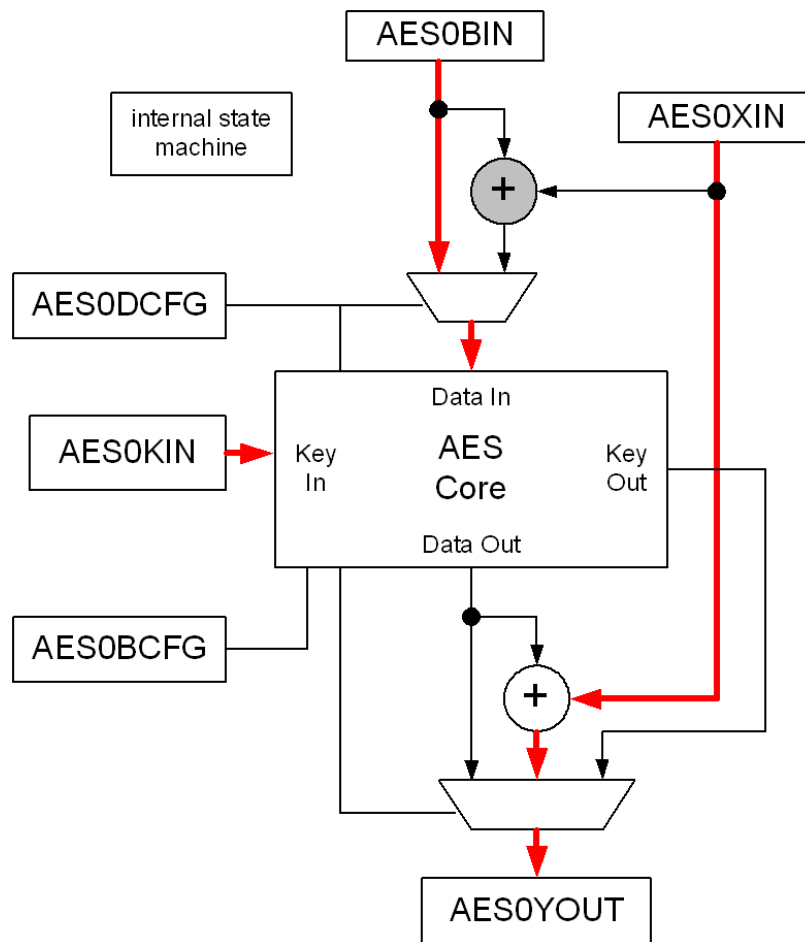 AES0BIN
internal state
machine
AES0XIN
+
AES0DCFG
Data In
AES0KIN
Key
In
AES
Core
Key
Out
Data Out
AES0BCFG
+
AES0YOUT